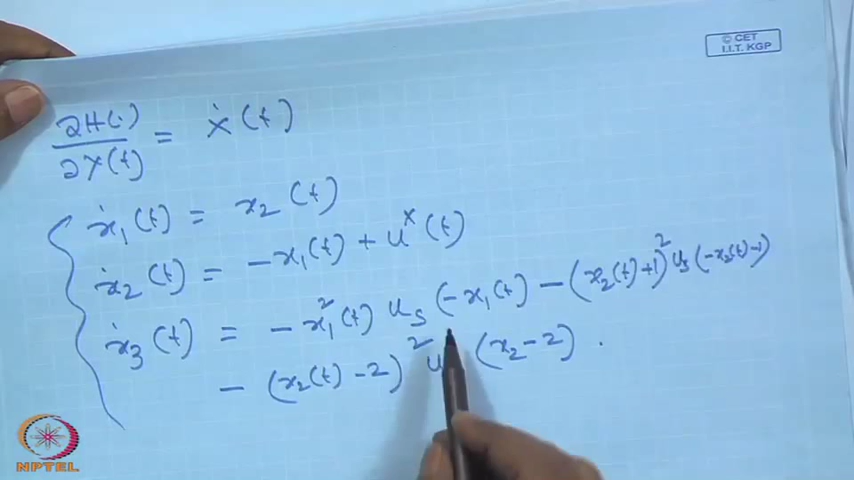 © CET
I.I.T. KGP
∂H(.)/∂λ(t) = ẋ(t)
ẋ₁(t) = x₂(t)
ẋ₂(t) = -x₁(t) + u*(t)
ẋ₃(t) = - x₁²(t) u_s (-x₁(t)) - (x₂(t)+1)² u_s (-x₂(t)-1)
- (x₂(t)-2)² u (x₂-2) .
NPTEL